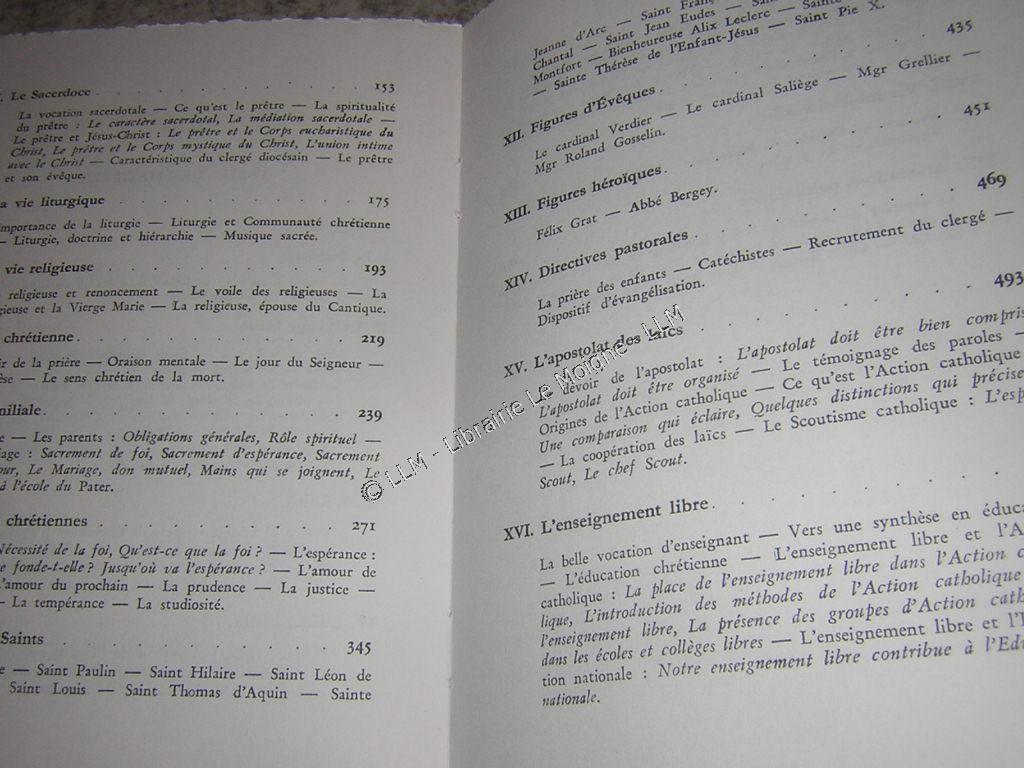 Le Sacerdoce . . . . . . . . . . . . 153
La vocation sacerdotale — Ce qu'est le prêtre — La spiritualité
du prêtre : Le caractère sacerdotal, La médiation sacerdotale —
Le prêtre et Jésus-Christ : Le prêtre et le Corps eucharistique du
Christ, Le prêtre et le Corps mystique du Christ, L'union intime
avec le Christ — Caractéristique du clergé diocésain — Le prêtre
et son évêque.
a vie liturgique . . . . . . . . . . . 175
mportance de la liturgie — Liturgie et Communauté chrétienne
— Liturgie, doctrine et hiérarchie — Musique sacrée.
vie religieuse . . . . . . . . . . . 193
religieuse et renoncement — Le voile des religieuses — La
gieuse et la Vierge Marie — La religieuse, épouse du Cantique.
chrétienne . . . . . . . . . . . . 219
ir de la prière — Oraison mentale — Le jour du Seigneur —
— Le sens chrétien de la mort.
niliale . . . . . . . . . . . . 239
— Les parents : Obligations générales, Rôle spirituel —
iage : Sacrement de foi, Sacrement d'espérance, Sacrement
our, Le Mariage, don mutuel, Mains qui se joignent, Le
à l'école du Pater.
chrétiennes . . . . . . . . . . . 271
Nécessité de la foi, Qu'est-ce que la foi ? — L'espérance :
e fonde-t-elle ? Jusqu'où va l'espérance ? — L'amour de
L'amour du prochain — La prudence — La justice —
— La tempérance — La studiosité.
Saints . . . . . . . . . . . . 345
— Saint Paulin — Saint Hilaire — Saint Léon de
Saint Louis — Saint Thomas d'Aquin — Sainte
Jeanne d'Arc — Saint
Chantal — Saint Jean Eudes —
Montfort — Bienheureuse Alix Leclerc — Sainte
— Sainte Thérèse de l'Enfant-Jésus — Saint Pie X.
XII. Figures d'Évêques . . . . . . . . . 435
Le cardinal Verdier — Le cardinal Saliège — Mgr Grellier —
Mgr Roland Gosselin.
XIII. Figures héroïques . . . . . . . . . 451
Félix Grat — Abbé Bergey.
XIV. Directives pastorales . . . . . . . . 469
La prière des enfants — Catéchistes — Recrutement du clergé —
Dispositif d'évangélisation.
XV. L'apostolat des laïcs . . . . . . . . 493
devoir de l'apostolat : L'apostolat doit être bien compris
L'apostolat doit être organisé — Le témoignage des paroles —
Origines de l'Action catholique — Ce qu'est l'Action catholique
Une comparaison qui éclaire, Quelques distinctions qui précise
— La coopération des laïcs — Le Scoutisme catholique : L'esp
Scout, Le chef Scout.
XVI. L'enseignement libre . . . . . . . .
La belle vocation d'enseignant — Vers une synthèse en éduca
— L'éducation chrétienne — L'enseignement libre et l'A
catholique : La place de l'enseignement libre dans l'Action c
lique, L'introduction des méthodes de l'Action catholique
l'enseignement libre, La présence des groupes d'Action cath
dans les écoles et collèges libres — L'enseignement libre et l'
tion nationale : Notre enseignement libre contribue à l'Edu
nationale.
© LLM - Librairie Le Moigne - LLM